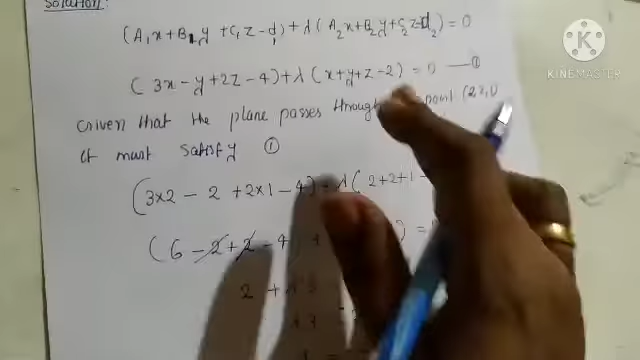 Solution:
(A₁x+B₁y+C₁z-d₁)+λ(A₂x+B₂y+C₂z-d₂)=0
(3x-y+2z-4)+λ(x+y+z-2)=0 —①
Given that the plane passes through point (2,2,1)
it must satisfy ①
(3×2-2+2×1-4)+λ(2+2+1-
(6-2+2-4 ) =
2 +
KINEMASTER